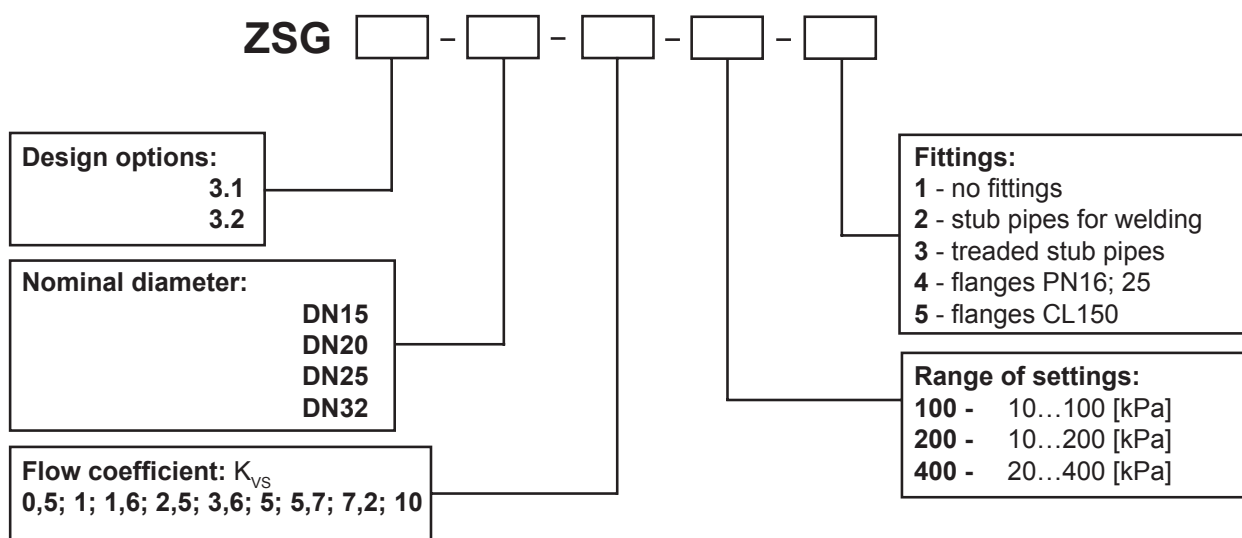 ZSG – – – –
Design options:
3.1
3.2
Nominal diameter:
DN15
DN20
DN25
DN32
Flow coefficient: KVS
0,5; 1; 1,6; 2,5; 3,6; 5; 5,7; 7,2; 10
Fittings:
1 - no fittings
2 - stub pipes for welding
3 - treaded stub pipes
4 - flanges PN16; 25
5 - flanges CL150
Range of settings:
100 - 10…100 [kPa]
200 - 10…200 [kPa]
400 - 20…400 [kPa]